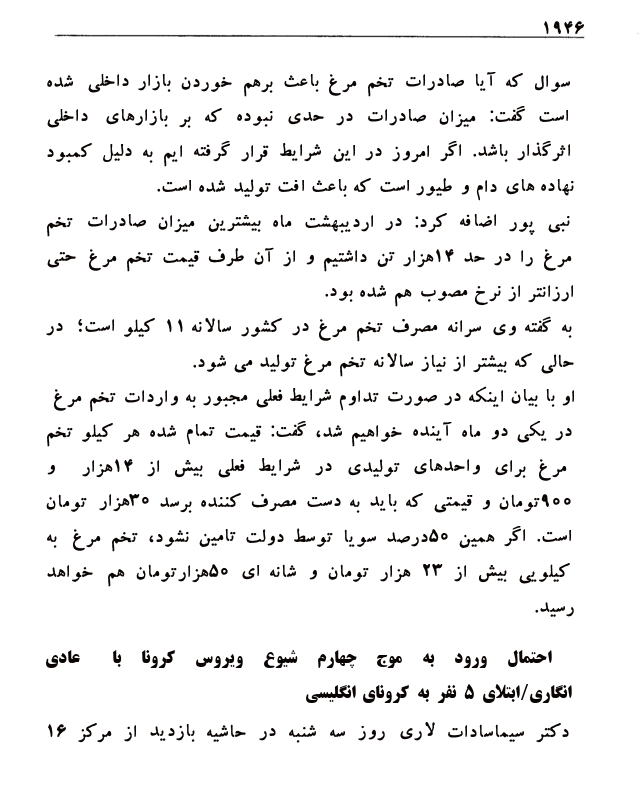 ۱۹۴۶
سوال که آیا صادرات تخم مرغ باعث برهم خوردن بازار داخلی شده
است گفت: میزان صادرات در حدی نبوده که بر بازارهای داخلی
اثرگذار باشد. اگر امروز در این شرایط قرار گرفته ایم به دلیل کمبود
نهاده های دام و طیور است که باعث افت تولید شده است.
نبی پور اضافه کرد: در اردیبهشت ماه بیشترین میزان صادرات تخم
مرغ را در حد ۱۴هزار تن داشتیم و از آن طرف قیمت تخم مرغ حتی
ارزانتر از نرخ مصوب هم شده بود.
به گفته وی سرانه مصرف تخم مرغ در کشور سالانه ۱۱ کیلو است؛ در
حالی که بیشتر از نیاز سالانه تخم مرغ تولید می شود.
او با بیان اینکه در صورت تداوم شرایط فعلی مجبور به واردات تخم مرغ
در یکی دو ماه آینده خواهیم شد، گفت: قیمت تمام شده هر کیلو تخم
مرغ برای واحدهای تولیدی در شرایط فعلی بیش از ۱۴هزار و
۹۰۰تومان و قیمتی که باید به دست مصرف کننده برسد ۳۰هزار تومان
است. اگر همین ۵۰درصد سویا توسط دولت تامین نشود، تخم مرغ به
کیلویی بیش از ۲۳ هزار تومان و شانه ای ۵۰هزارتومان هم خواهد
رسید.
احتمال ورود به موج چهارم شیوع ویروس کرونا با عادی
انگاری/ابتلای ۵ نفر به کرونای انگلیسی
دکتر سیماسادات لاری روز سه شنبه در حاشیه بازدید از مرکز ۱۶